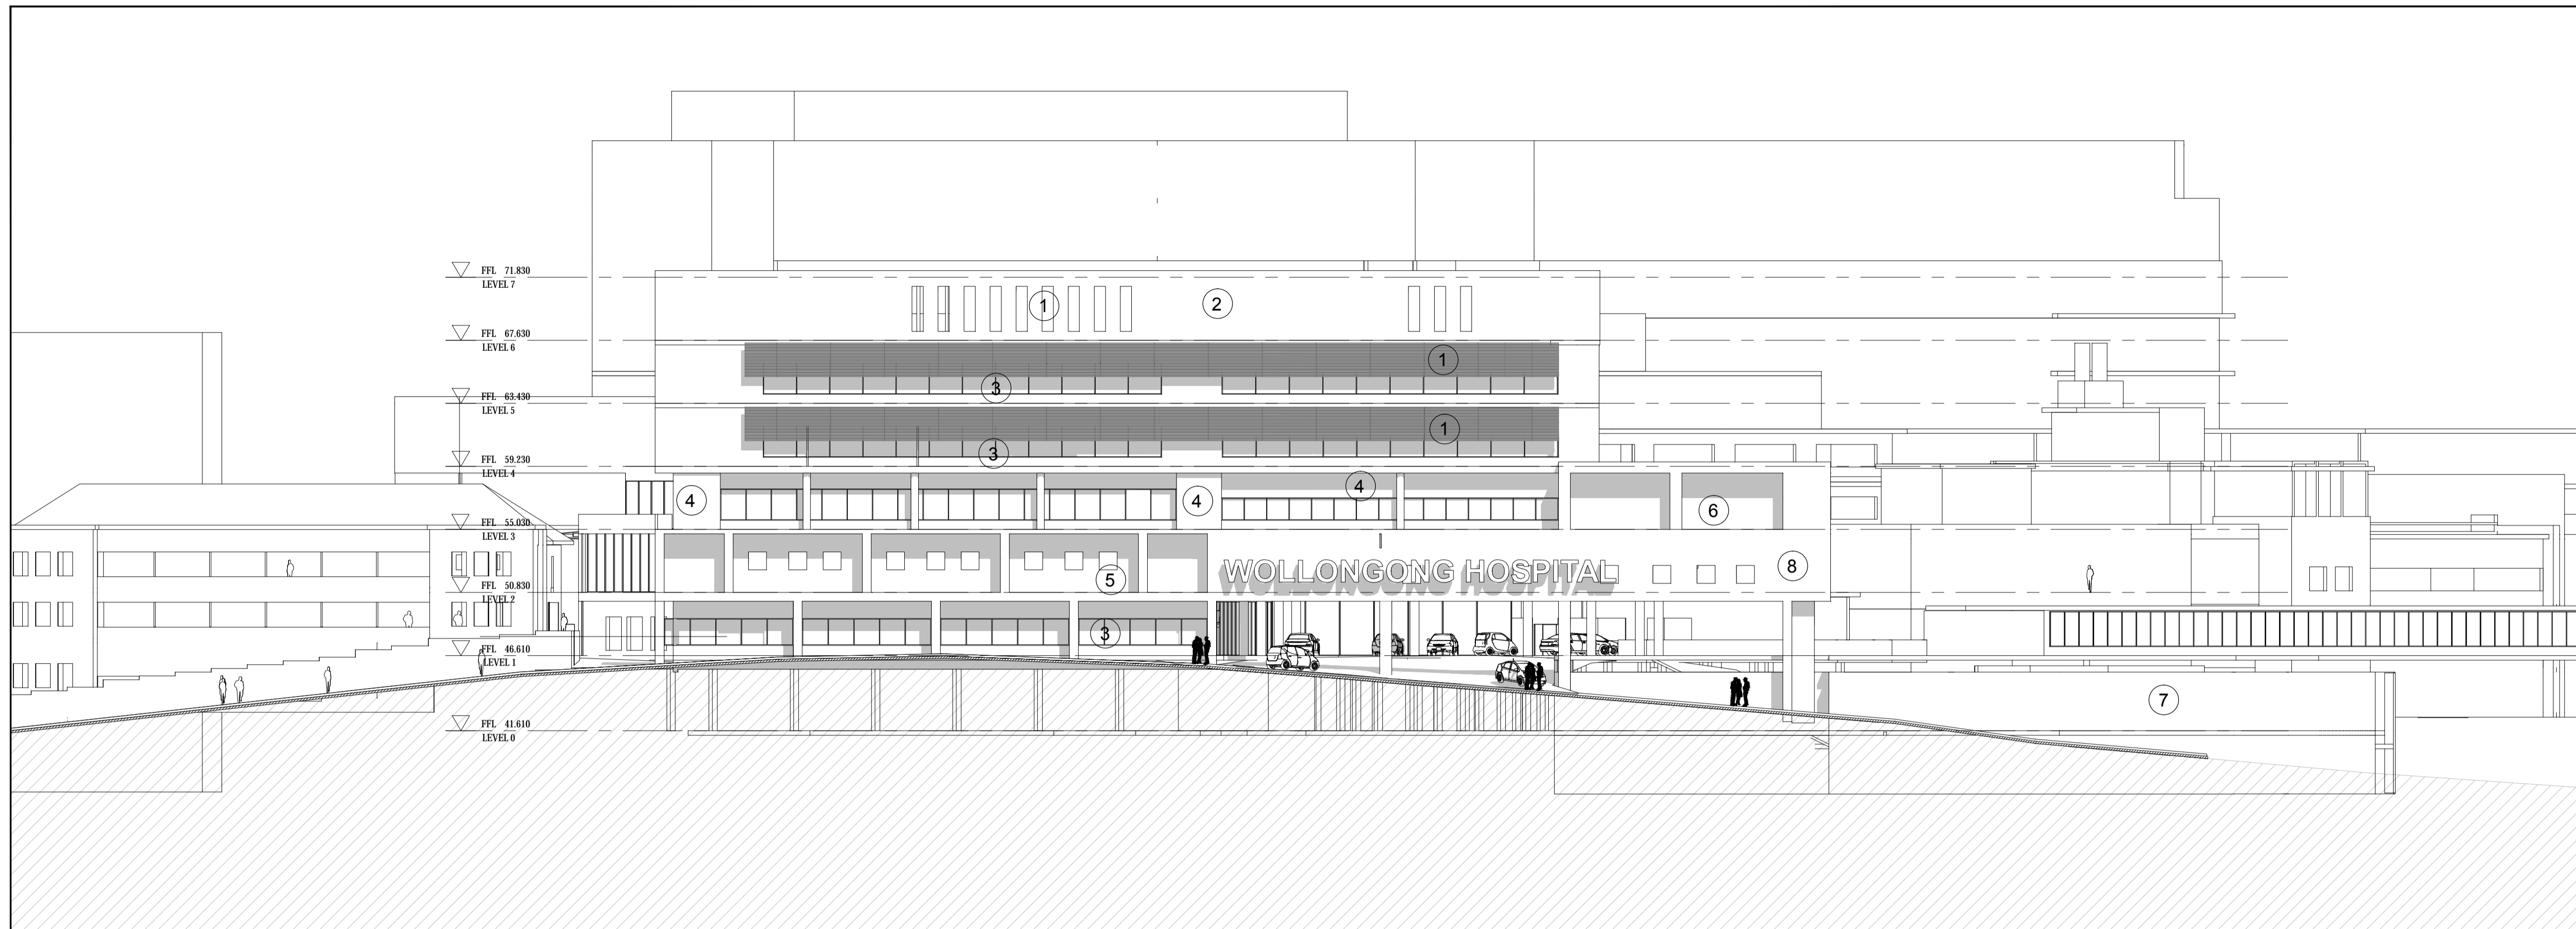 FFL 71.830
LEVEL 7
1
2
FFL 67.630
LEVEL 6
1
3
FFL 63.430
LEVEL 5
1
3
FFL 59.230
LEVEL 4
4
4
4
6
FFL 55.030
LEVEL 3
WOLLONGONG HOSPITAL
8
5
FFL 50.830
LEVEL 2
3
FFL 46.610
LEVEL 1
7
FFL 41.610
LEVEL 0